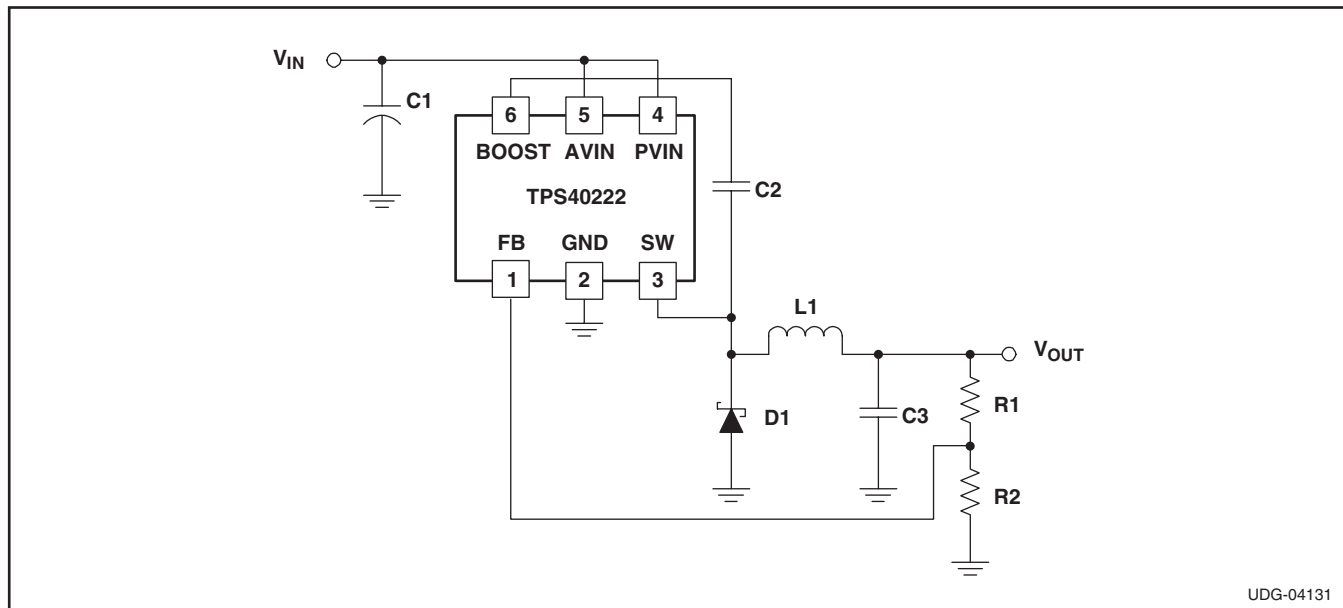 VIN
C1
6 5 4
BOOST AVIN PVIN
TPS40222
C2
FB GND SW
1 2 3
L1
VOUT
R1
D1 C3
R2
UDG-04131